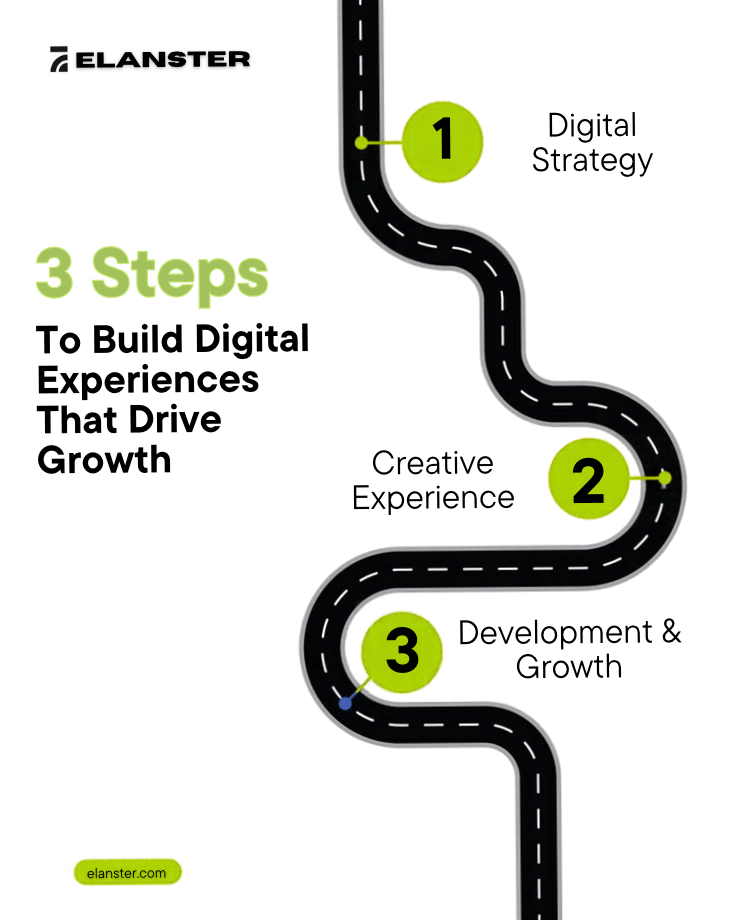 ELANSTER
1
Digital
Strategy
3 Steps
To Build Digital
Experiences
That Drive
Growth
Creative
Experience
2
3
Development &
Growth
elanster.com